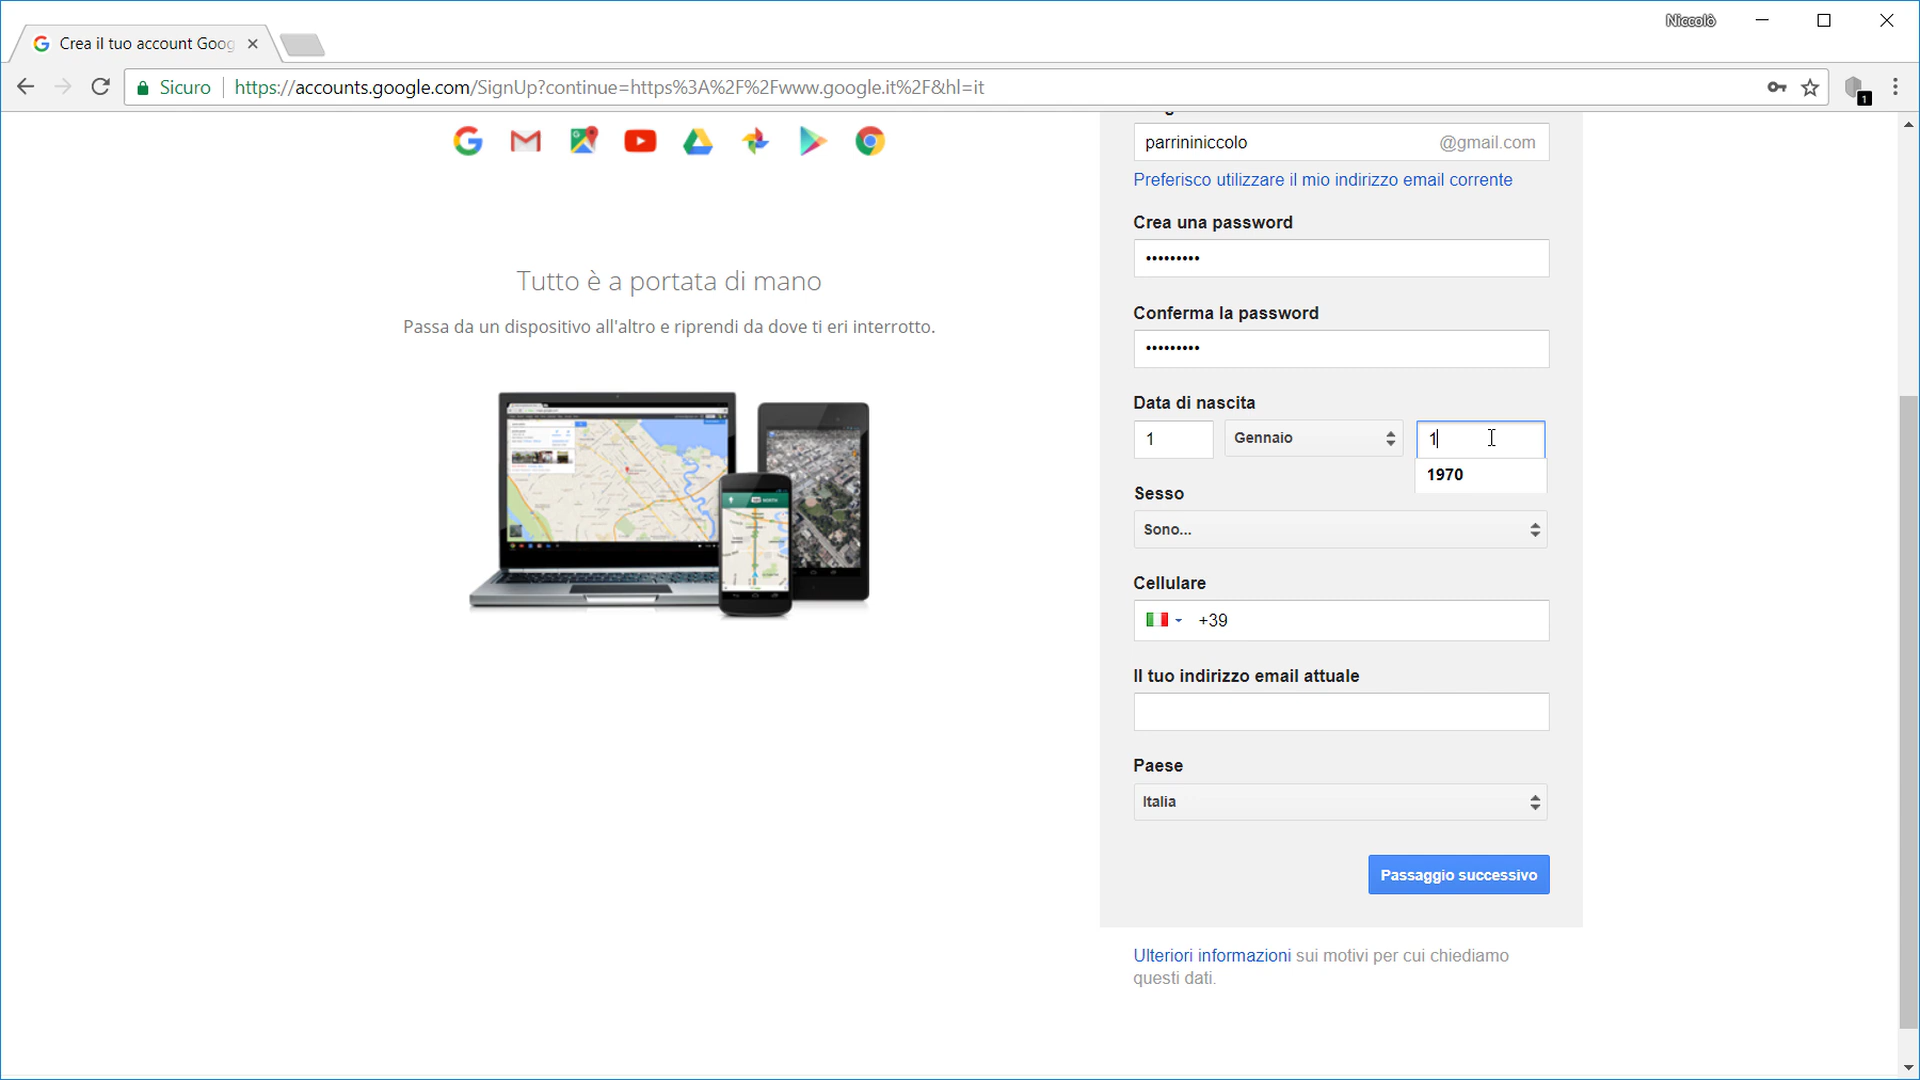 Niccolò
Crea il tuo account Goog
Sicuro
https://accounts.google.com/SignUp?continue=https%3A%2F%2Fwww.google.it%2F&hl=it
1
parrininiccolo
@gmail.com
Preferisco utilizzare il mio indirizzo email corrente
Crea una password
•••••••••
Tutto è a portata di mano
Passa da un dispositivo all'altro e riprendi da dove ti eri interrotto.
Conferma la password
•••••••••
Data di nascita
1
Gennaio
1
1970
Sesso
Sono...
Cellulare
+39
Il tuo indirizzo email attuale
Paese
Italia
Passaggio successivo
Ulteriori informazioni sui motivi per cui chiediamo
questi dati.